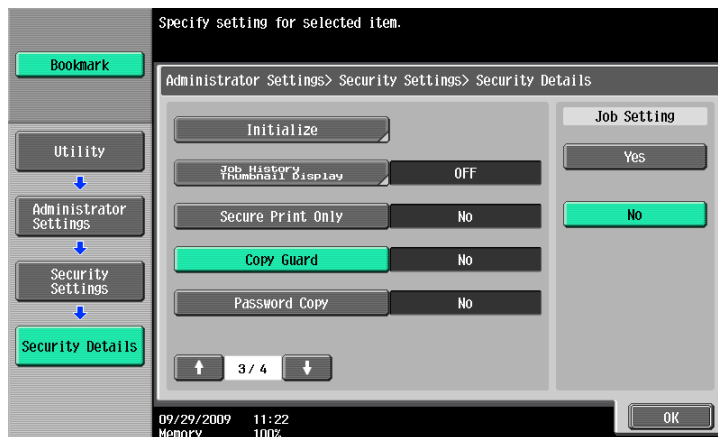 Specify setting for selected item.
Bookmark
Administrator Settings> Security Settings> Security Details
Utility
Administrator
Settings
Security
Settings
Security Details
Initialize
Job History
Thumbnail Display
OFF
Secure Print Only
No
Copy Guard
No
Password Copy
No
3/ 4
Job Setting
Yes
No
OK
09/29/2009 11:22
Memory 100%